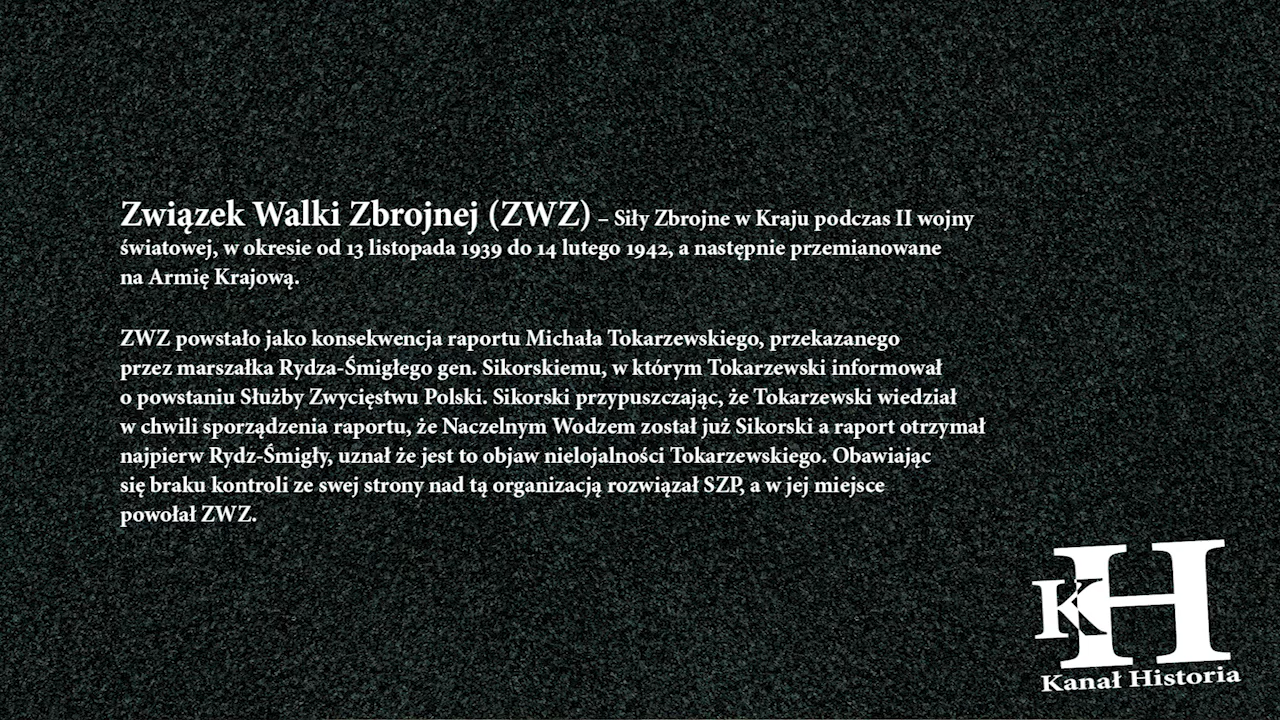 Związek Walki Zbrojnej (ZWZ) – Siły Zbrojne w Kraju podczas II wojny
światowej, w okresie od 13 listopada 1939 do 14 lutego 1942, a następnie przemianowane
na Armię Krajową.
ZWZ powstało jako konsekwencja raportu Michała Tokarzewskiego, przekazanego
przez marszałka Rydza-Śmigłego gen. Sikorskiemu, w którym Tokarzewski informował
o powstaniu Służby Zwycięstwu Polski. Sikorski przypuszczając, że Tokarzewski wiedział
w chwili sporządzenia raportu, że Naczelnym Wodzem został już Sikorski a raport otrzymał
najpierw Rydz-Śmigły, uznał że jest to objaw nielojalności Tokarzewskiego. Obawiając
się braku kontroli ze swej strony nad tą organizacją rozwiązał SZP, a w jej miejsce
powołał ZWZ.
KH
Kanał Historia